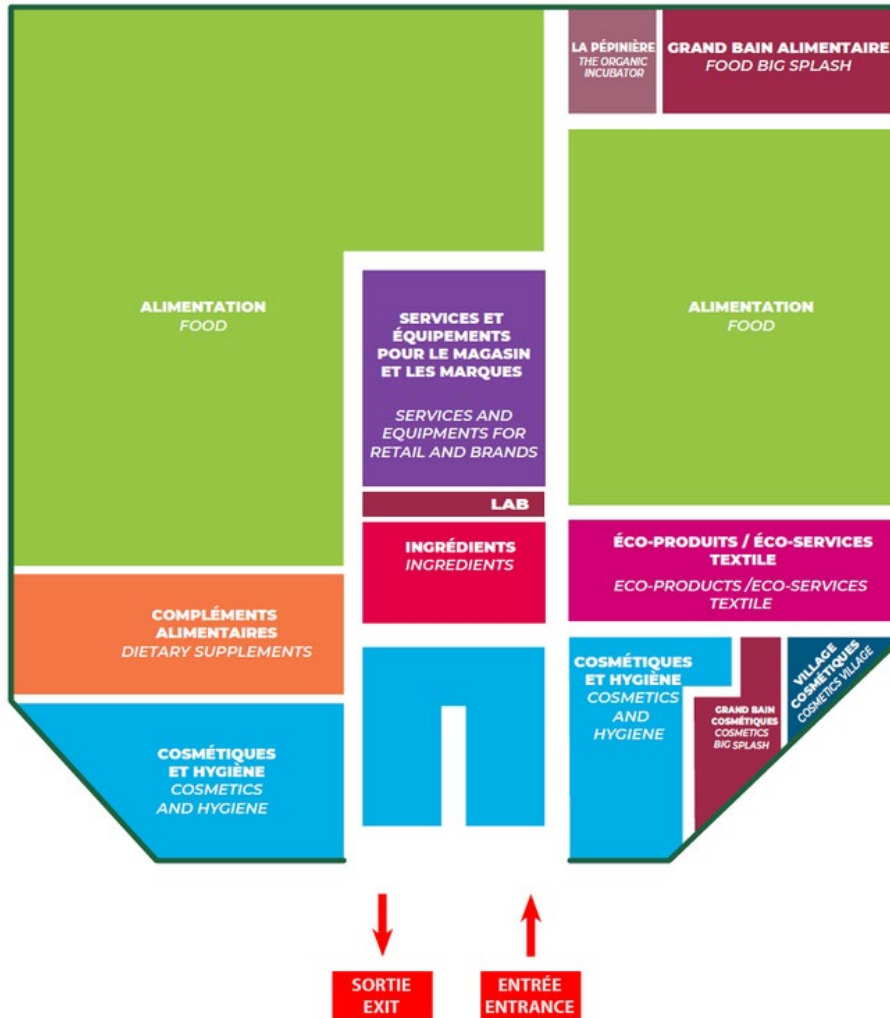 LA PÉPINIÈRE
THE ORGANIC
INCUBATOR
GRAND BAIN ALIMENTAIRE
FOOD BIG SPLASH
ALIMENTATION
FOOD
SERVICES ET
ÉQUIPEMENTS
POUR LE MAGASIN
ET LES MARQUES
SERVICES AND
EQUIPMENTS FOR
RETAIL AND BRANDS
ALIMENTATION
FOOD
LAB
INGRÉDIENTS
INGREDIENTS
ÉCO-PRODUITS / ÉCO-SERVICES
TEXTILE
ECO-PRODUCTS /ECO-SERVICES
TEXTILE
COMPLÉMENTS
ALIMENTAIRES
DIETARY SUPPLEMENTS
COSMÉTIQUES
ET HYGIÈNE
COSMETICS
AND HYGIENE
COSMÉTIQUES
ET HYGIÈNE
COSMETICS
AND
HYGIENE
GRAND BAIN
COSMÉTIQUES
COSMETICS
BIG SPLASH
VILLAGE
COSMÉTIQUES
COSMETICS VILLAGE
SORTIE
EXIT
ENTRÉE
ENTRANCE